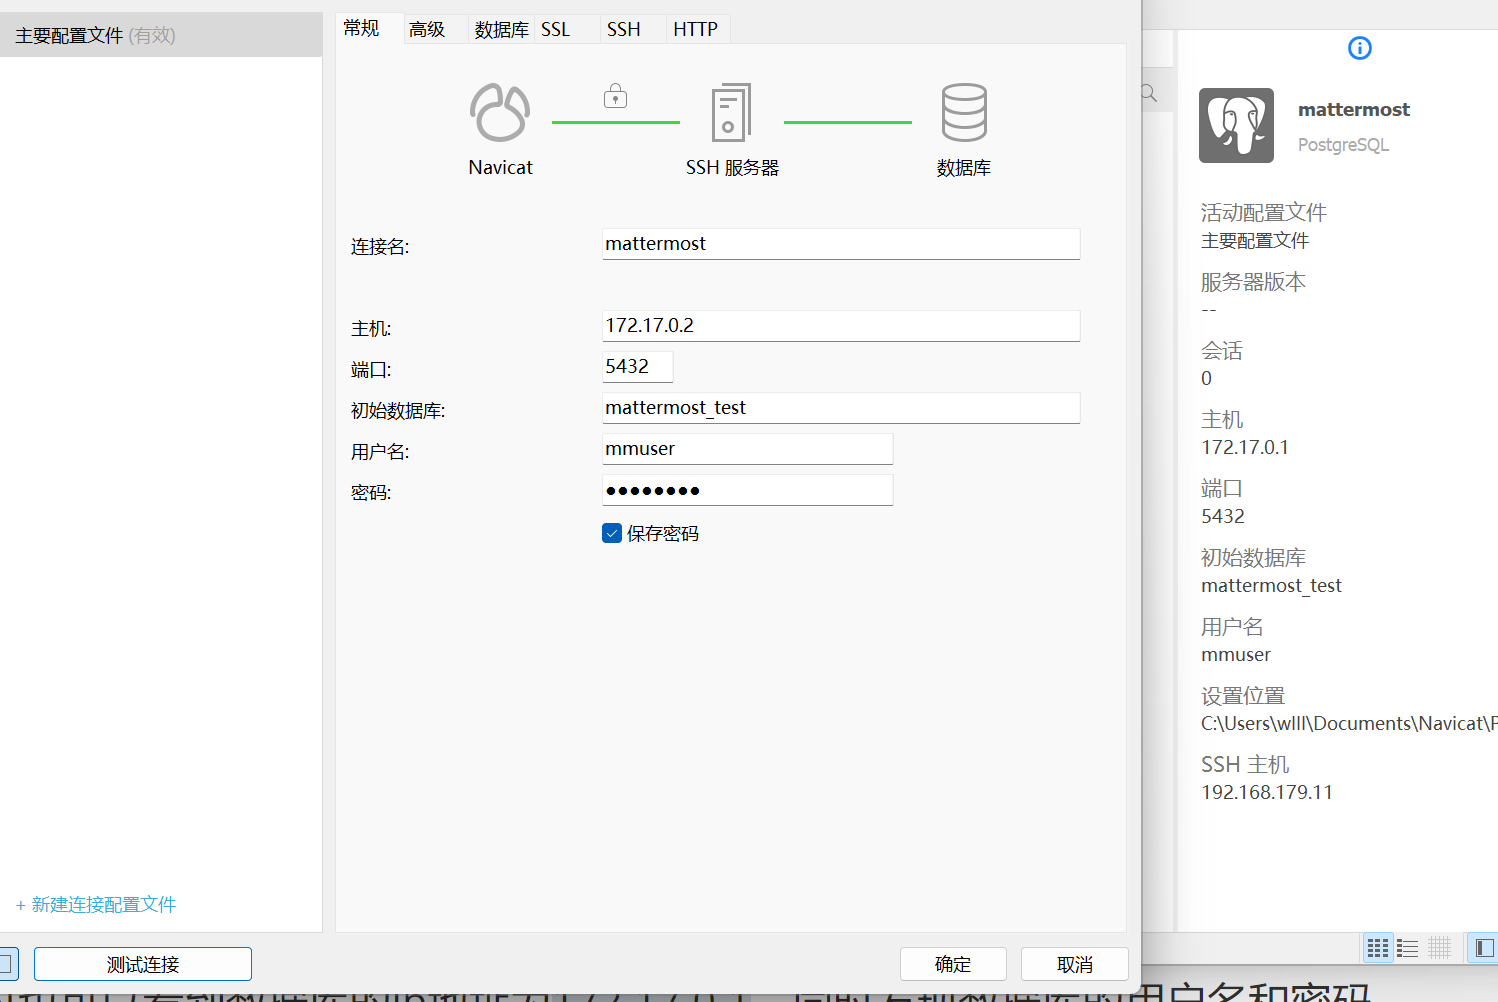 主要配置文件 (有效)
常规 高级 数据库 SSL SSH HTTP
Navicat SSH 服务器 数据库
连接名: mattermost
主机: 172.17.0.2
端口: 5432
初始数据库: mattermost_test
用户名: mmuser
密码: ●●●●●●●●
保存密码
+ 新建连接配置文件
测试连接 确定 取消
mattermost
PostgreSQL
活动配置文件
主要配置文件
服务器版本
--
会话
0
主机
172.17.0.1
端口
5432
初始数据库
mattermost_test
用户名
mmuser
设置位置
C:\Users\wlll\Documents\Navicat\P
SSH 主机
192.168.179.11
用户名和密码